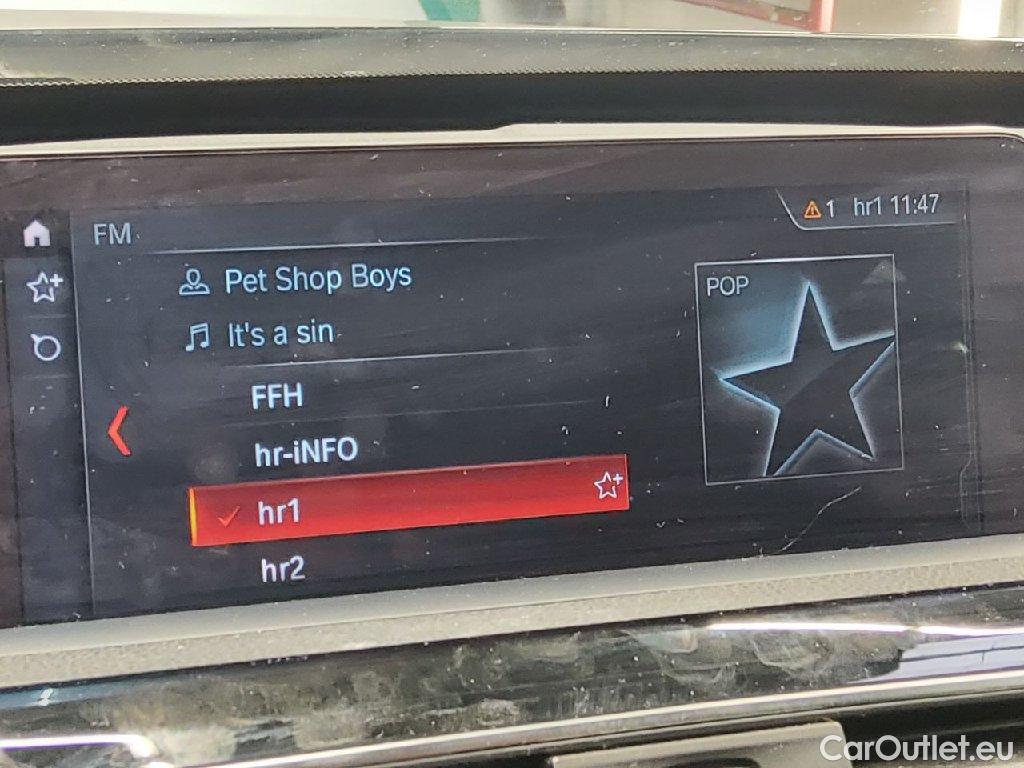 FM
1 hr1 11:47
Pet Shop Boys
It's a sin
POP
FFH
hr-iNFO
hr1
hr2
CarOutlet.eu